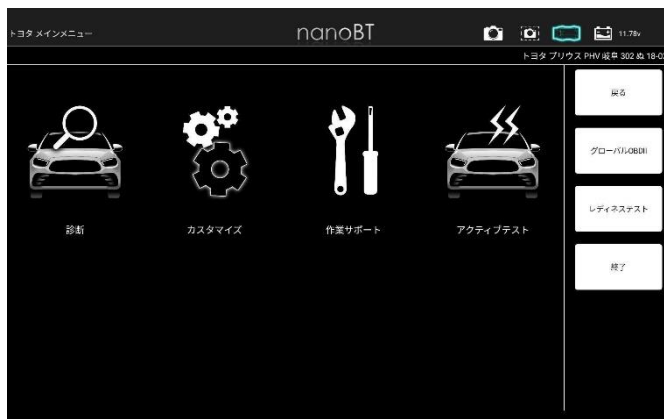 トヨタ メインメニュー
nanoBT
11.78v
トヨタ プリウス PHV 岐阜 302 ぬ 18-0
戻る
グローバルOBDII
レディネステスト
終了
診断
カスタマイズ
作業サポート
アクティブテスト